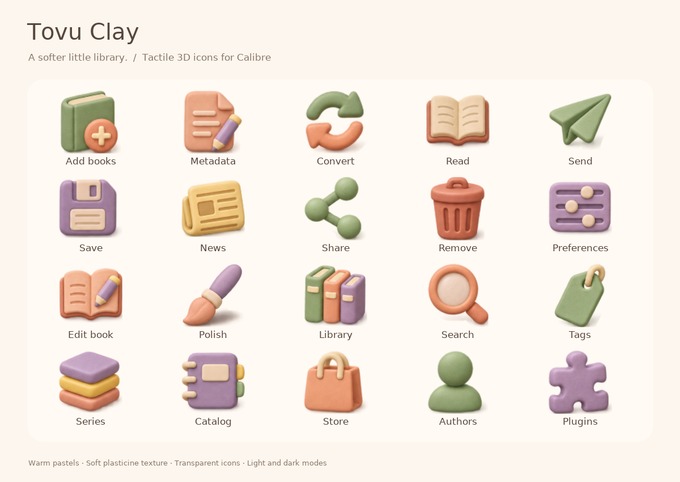 Tovu Clay
A softer little library. / Tactile 3D icons for Calibre
Add books
Metadata
Convert
Read
Send
Save
News
Share
Remove
Preferences
Edit book
Polish
Library
Search
Tags
Series
Catalog
Store
Authors
Plugins
Warm pastels · Soft plasticine texture · Transparent icons · Light and dark modes